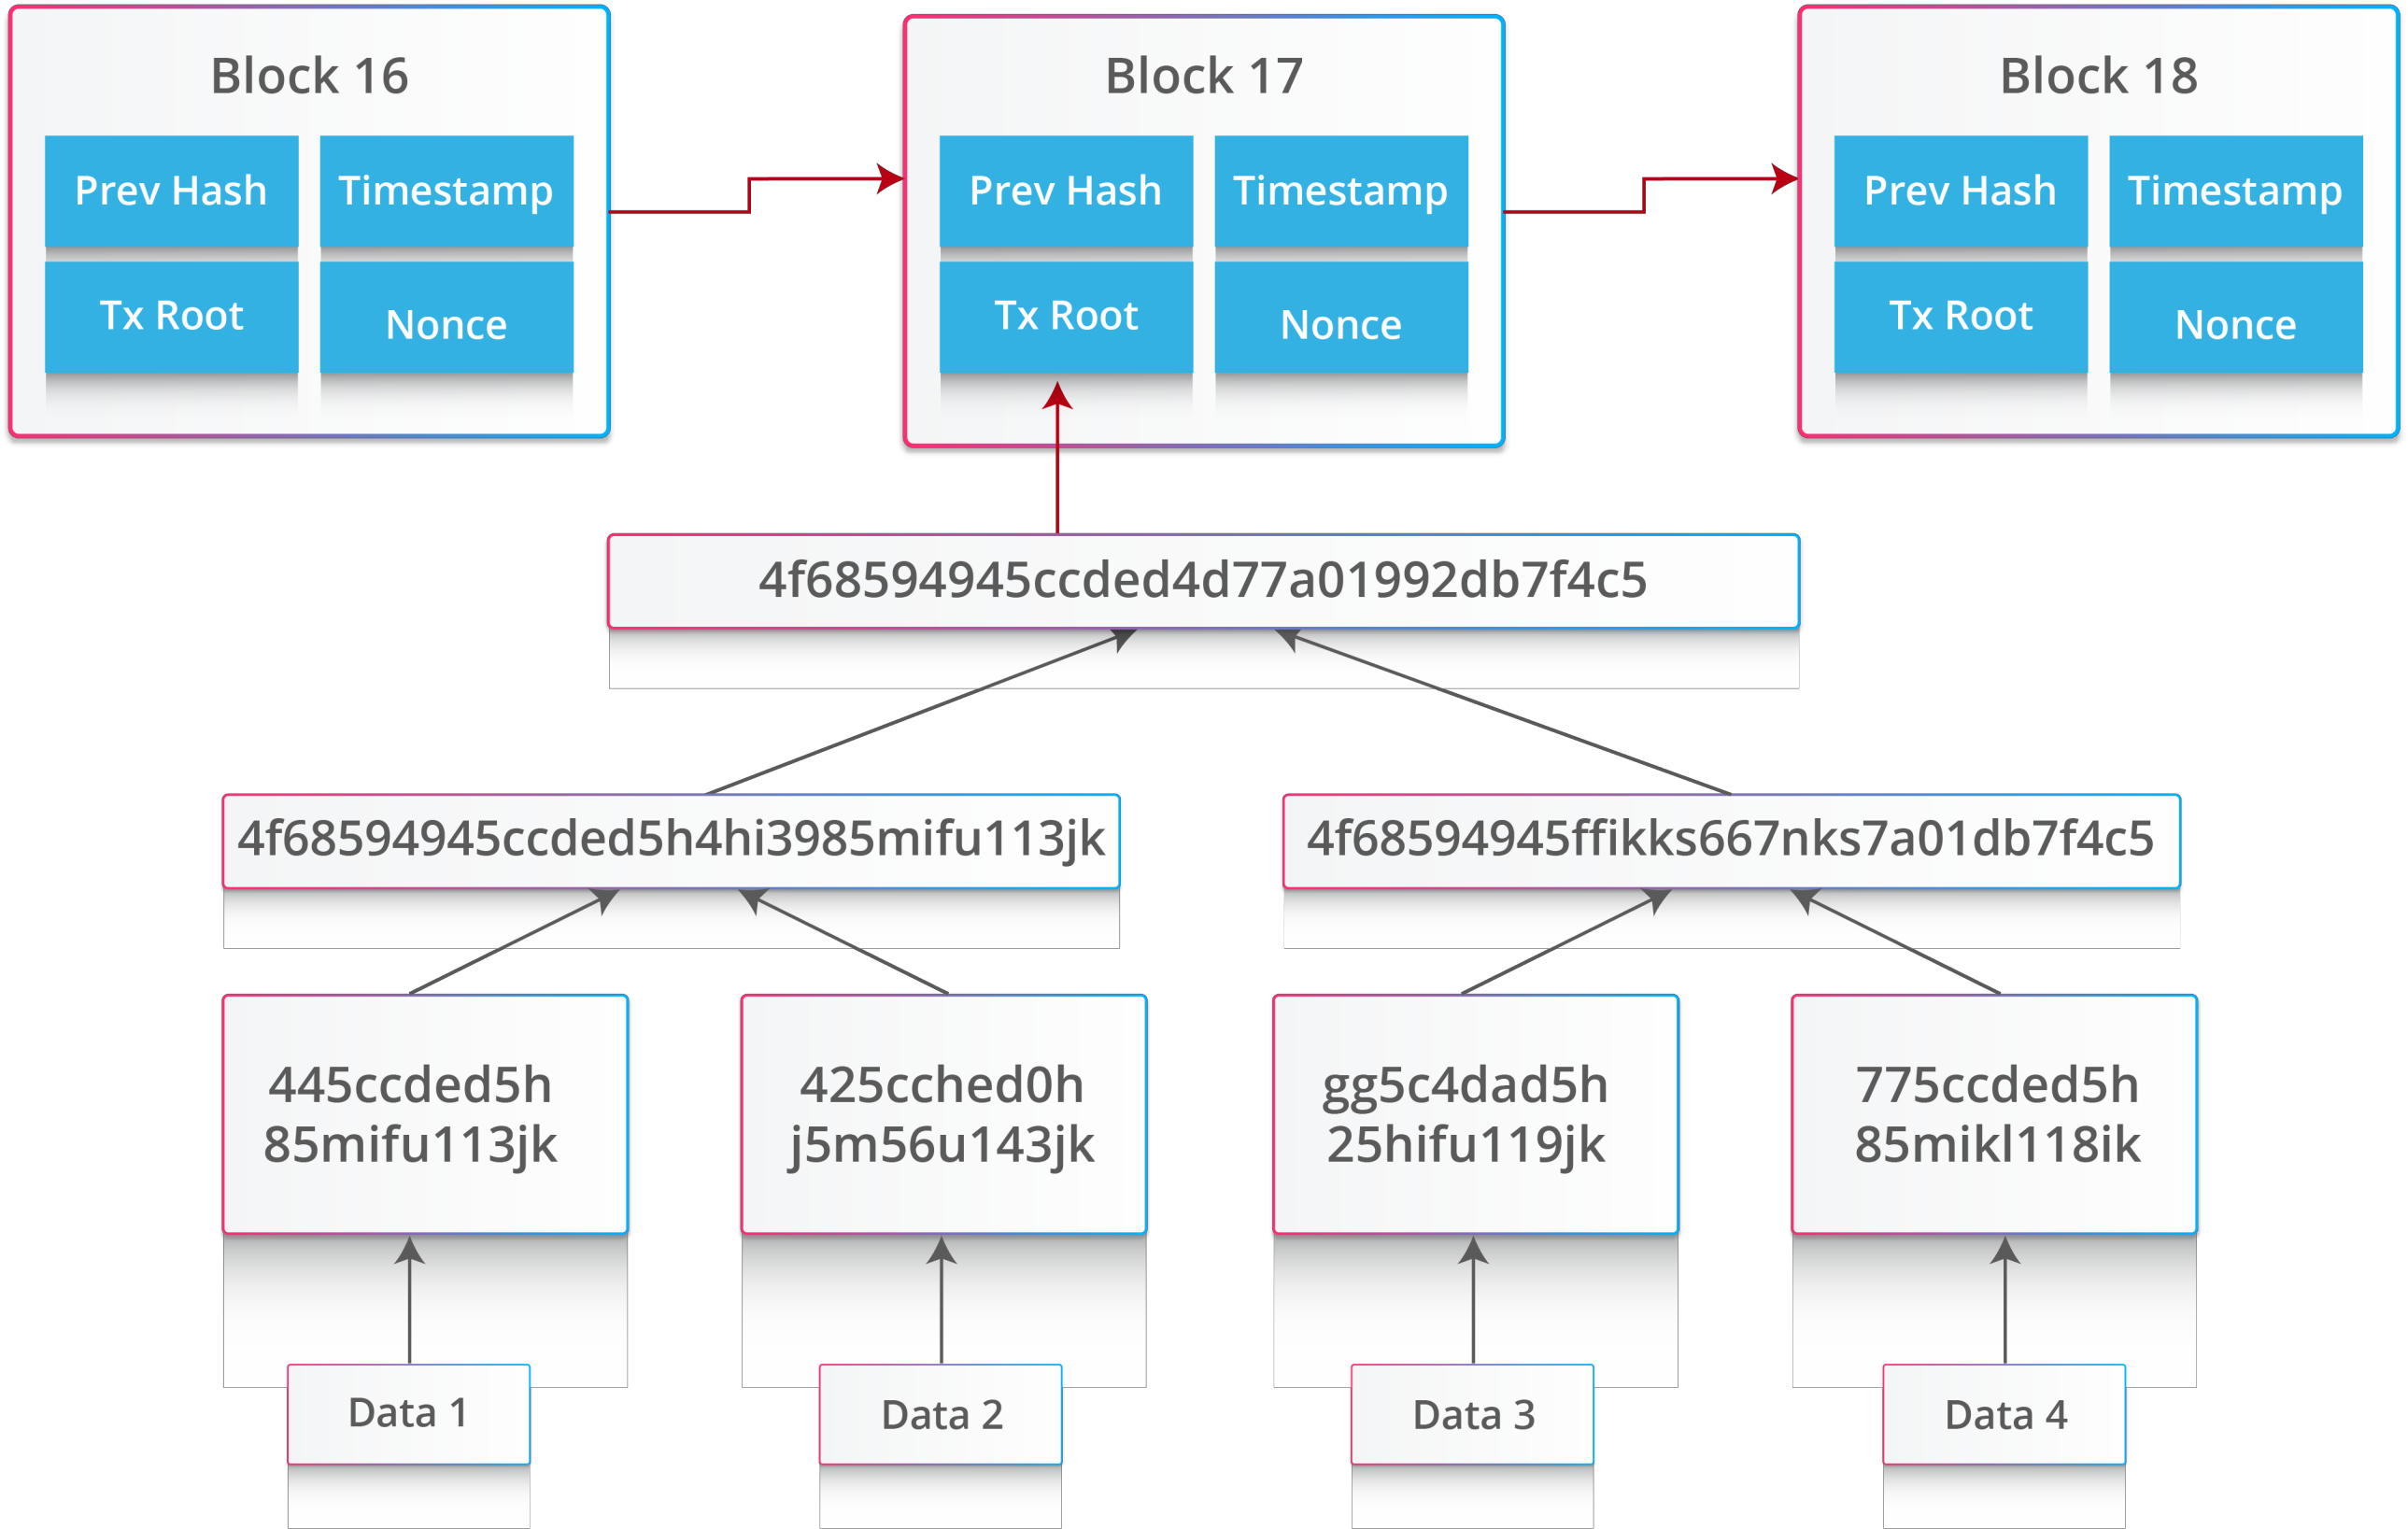 Block 16
Prev Hash
Timestamp
Tx Root
Nonce
Block 17
Prev Hash
Timestamp
Tx Root
Nonce
Block 18
Prev Hash
Timestamp
Tx Root
Nonce
4f68594945ccded4d77a01992db7f4c5
4f68594945ccded5h4hi3985mifu113jk
4f68594945ffikks667nks7a01db7f4c5
445ccded5h
85mifu113jk
425cched0h
j5m56u143jk
gg5c4dad5h
25hifu119jk
775ccded5h
85mikl118ik
Data 1
Data 2
Data 3
Data 4